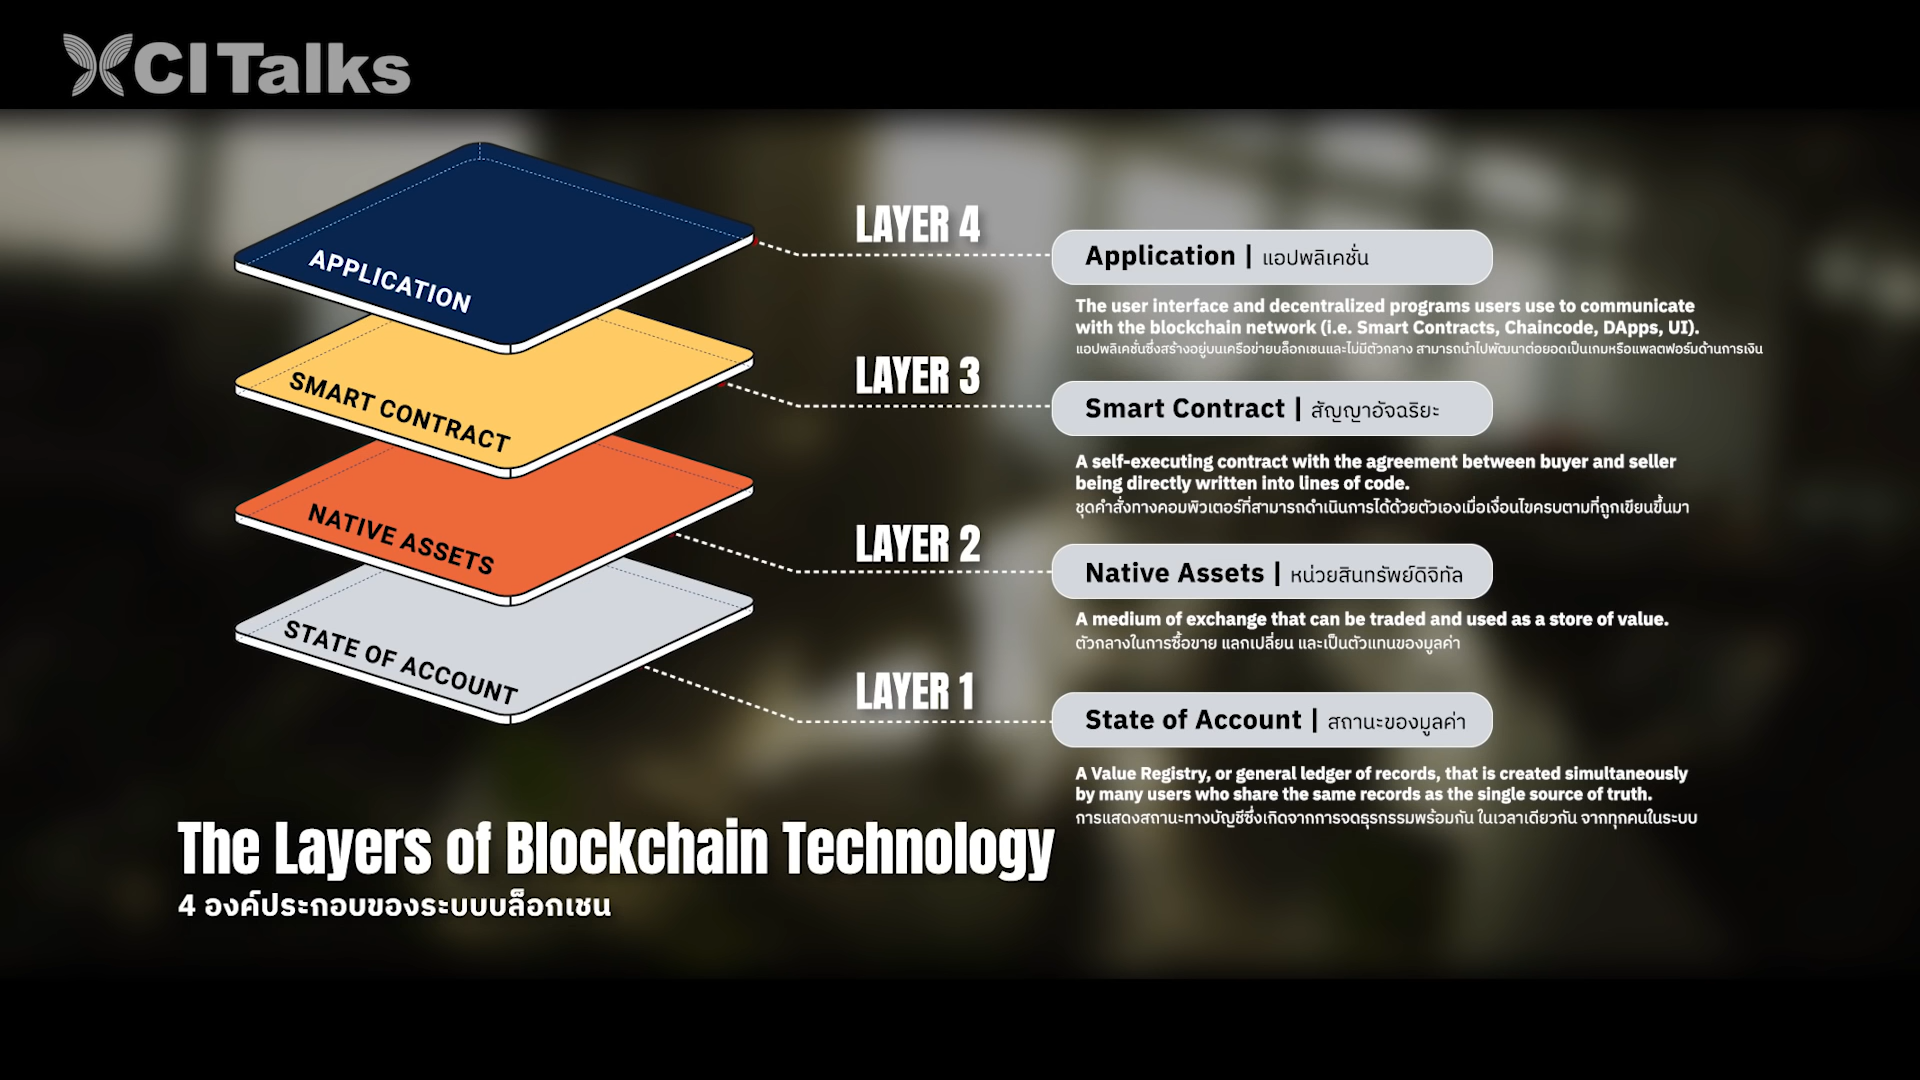 CI Talks
APPLICATION
SMART CONTRACT
NATIVE ASSETS
STATE OF ACCOUNT
LAYER 4
Application | แอปพลิเคชั่น
The user interface and decentralized programs users use to communicate
with the blockchain network (i.e. Smart Contracts, Chaincode, DApps, UI).
แอปพลิเคชั่นซึ่งสร้างอยู่บนเครือข่ายบล็อกเชนและไม่มีตัวกลาง สามารถนำไปพัฒนาต่อยอดเป็นเกมหรือแพลตฟอร์มด้านการเงิน
LAYER 3
Smart Contract | สัญญาอัจฉริยะ
A self-executing contract with the agreement between buyer and seller
being directly written into lines of code.
ชุดคำสั่งทางคอมพิวเตอร์ที่สามารถดำเนินการได้ด้วยตัวเองเมื่อเงื่อนไขครบตามที่ถูกเขียนขึ้นมา
LAYER 2
Native Assets | หน่วยสินทรัพย์ดิจิทัล
A medium of exchange that can be traded and used as a store of value.
ตัวกลางในการซื้อขาย แลกเปลี่ยน และเป็นตัวแทนของมูลค่า
LAYER 1
State of Account | สถานะของมูลค่า
A Value Registry, or general ledger of records, that is created simultaneously
by many users who share the same records as the single source of truth.
การแสดงสถานะทางบัญชีซึ่งเกิดจากการจดธุรกรรมพร้อมกัน ในเวลาเดียวกัน จากทุกคนในระบบ
The Layers of Blockchain Technology
4 องค์ประกอบของระบบบล็อกเชน